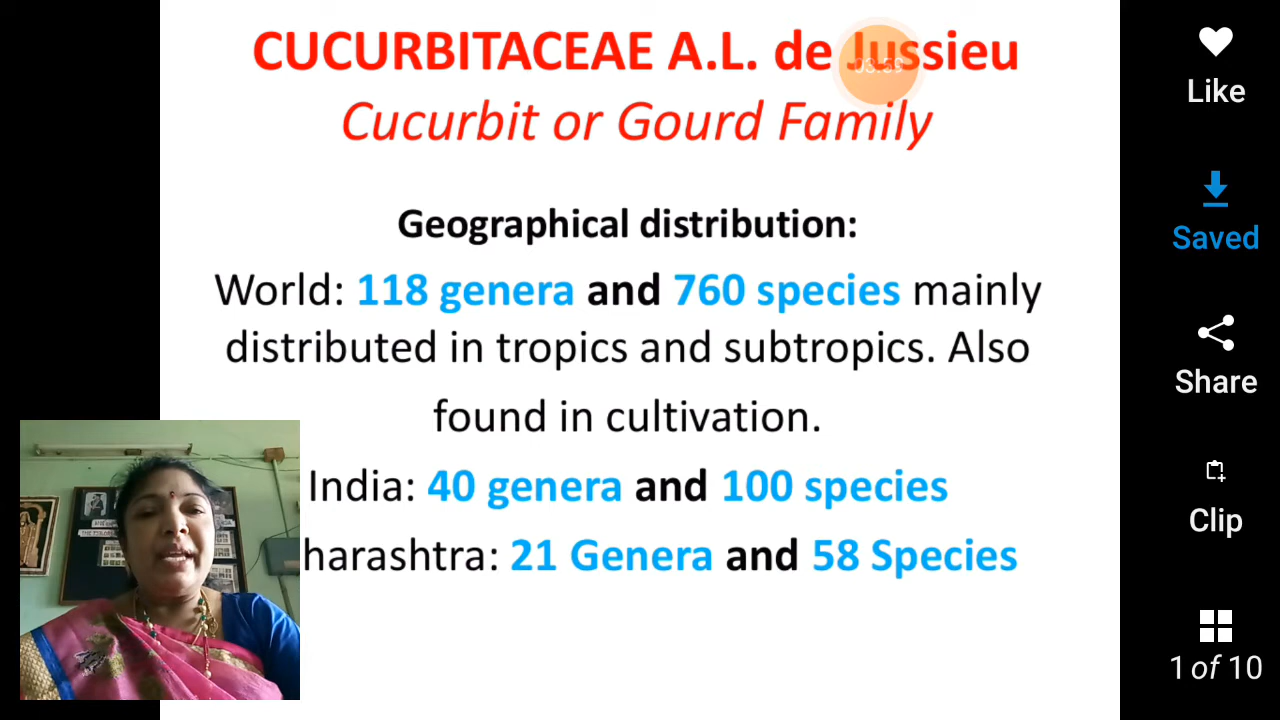 CUCURBITACEAE A.L. de Jussieu
Cucurbit or Gourd Family
Geographical distribution:
World: 118 genera and 760 species mainly
distributed in tropics and subtropics. Also
found in cultivation.
India: 40 genera and 100 species
harashtra: 21 Genera and 58 Species
03:59
Like
Saved
Share
Clip
1 of 10